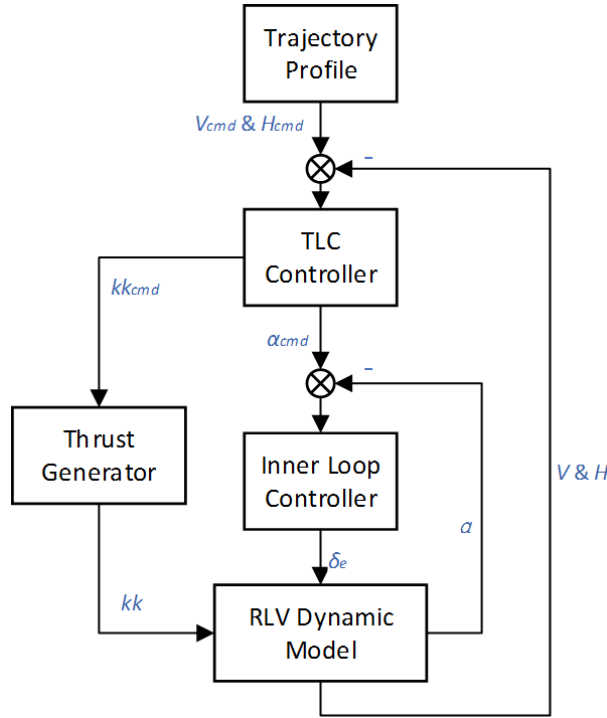 Trajectory
Profile
Vcmd & Hcmd
–
TLC
Controller
kkcmd
αcmd
–
Thrust
Generator
Inner Loop
Controller
V & H
α
δe
kk
RLV Dynamic
Model